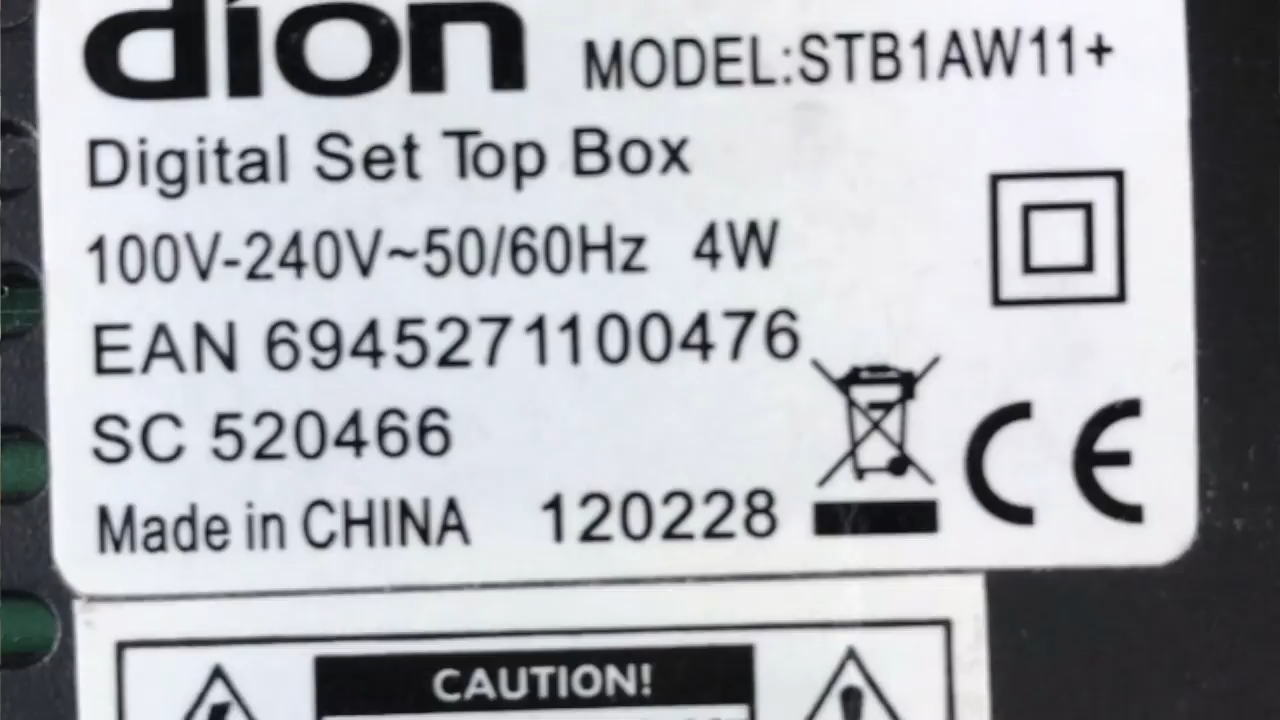 dion MODEL:STB1AW11+
Digital Set Top Box
100V-240V~50/60Hz 4W
EAN 6945271100476
SC 520466
Made in CHINA 120228
CE
CAUTION!